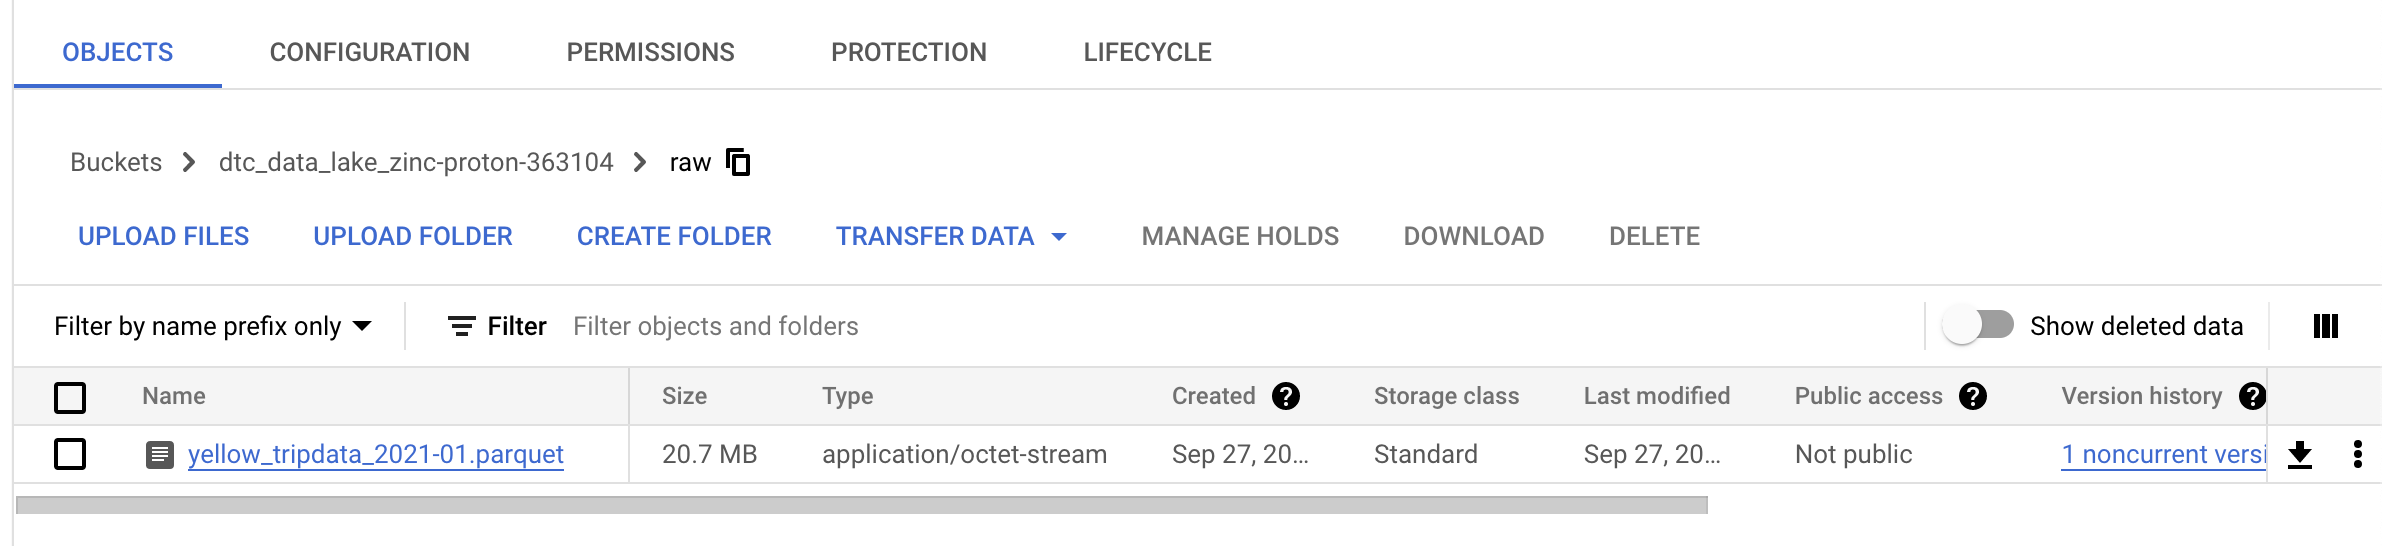 OBJECTS CONFIGURATION PERMISSIONS PROTECTION LIFECYCLE
Buckets > dtc_data_lake_zinc-proton-363104 > raw
UPLOAD FILES UPLOAD FOLDER CREATE FOLDER TRANSFER DATA MANAGE HOLDS DOWNLOAD DELETE
Filter by name prefix only Filter Filter objects and folders Show deleted data
Name Size Type Created ? Storage class Last modified Public access ? Version history ?
yellow_tripdata_2021-01.parquet 20.7 MB application/octet-stream Sep 27, 20... Standard Sep 27, 20... Not public 1 noncurrent versi